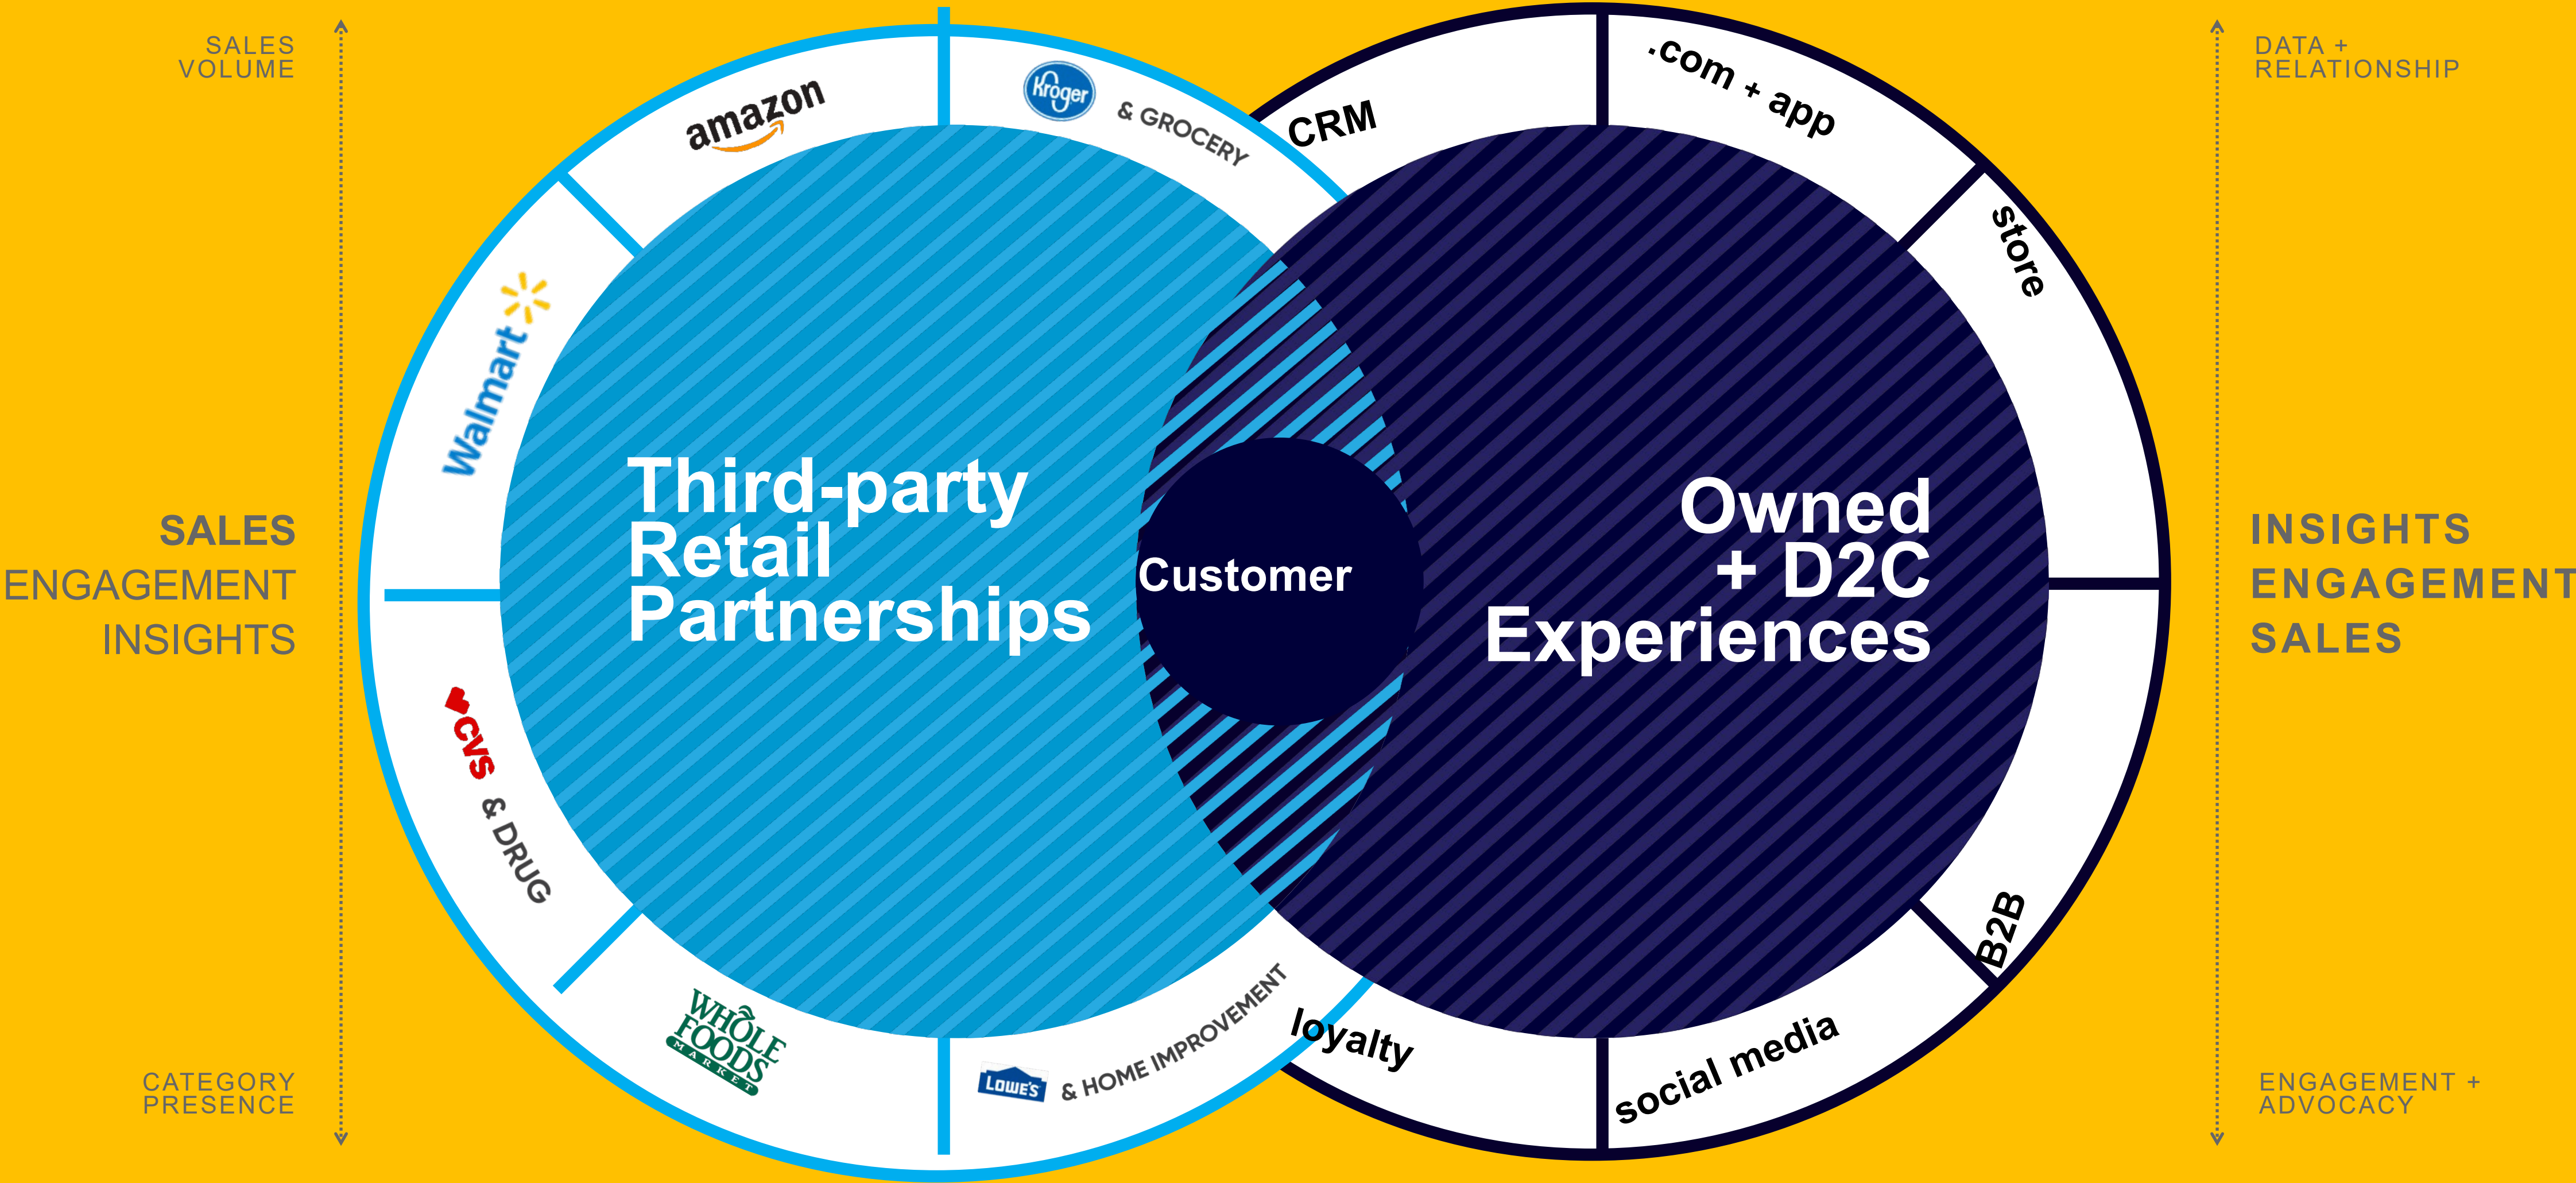 SALES
VOLUME
SALES
ENGAGEMENT
INSIGHTS
CATEGORY
PRESENCE
amazon
Kroger
& GROCERY
Walmart
CVS
& DRUG
WHOLE
FOODS
MARKET
LOWE'S
& HOME IMPROVEMENT
Third-party
Retail
Partnerships
Customer
Owned
+ D2C
Experiences
CRM
.com + app
store
B2B
social media
loyalty
DATA +
RELATIONSHIP
INSIGHTS
ENGAGEMENT
SALES
ENGAGEMENT +
ADVOCACY